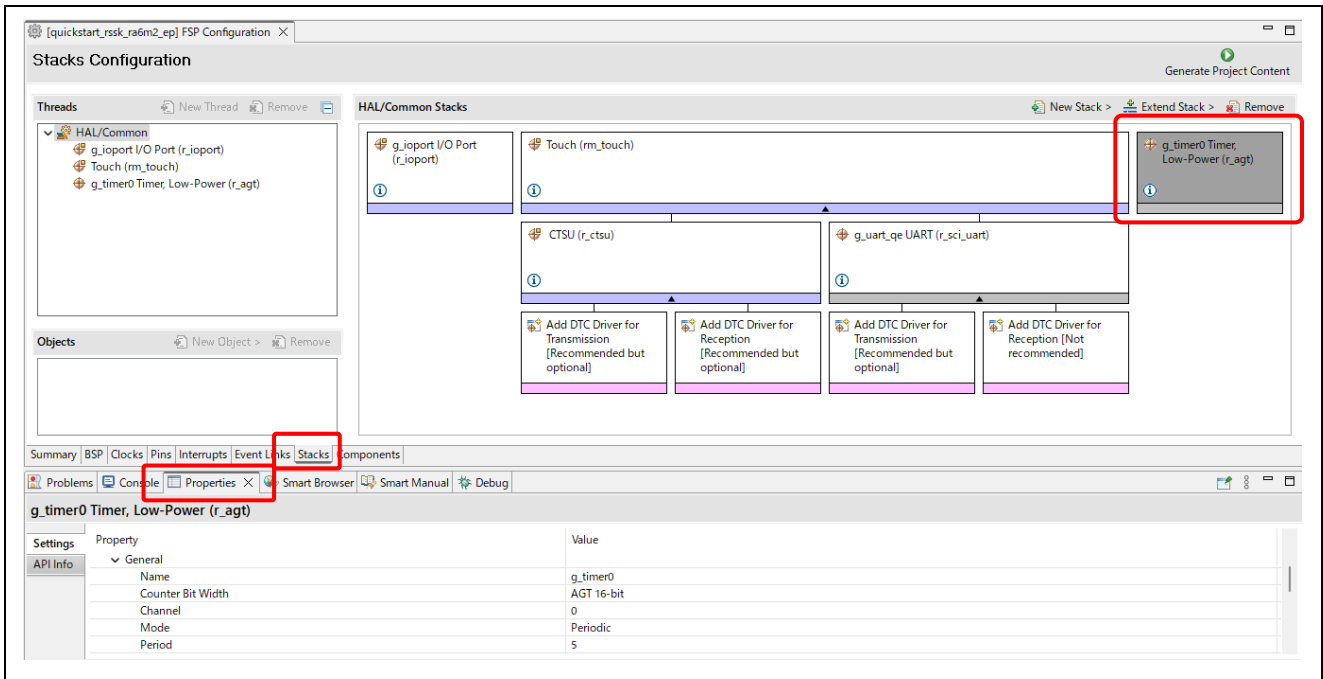 [quickstart_rssk_ra6m2_ep] FSP Configuration
Stacks Configuration
Generate Project Content
Threads
New Thread
Remove
HAL/Common
g_ioport I/O Port (r_ioport)
Touch (rm_touch)
g_timer0 Timer, Low-Power (r_agt)
Objects
New Object >
Remove
HAL/Common Stacks
New Stack >
Extend Stack >
Remove
g_ioport I/O Port
(r_ioport)
Touch (rm_touch)
g_timer0 Timer,
Low-Power (r_agt)
CTSU (r_ctsu)
g_uart_qe UART (r_sci_uart)
Add DTC Driver for
Transmission
[Recommended but
optional]
Add DTC Driver for
Reception
[Recommended but
optional]
Add DTC Driver for
Transmission
[Recommended but
optional]
Add DTC Driver for
Reception [Not
recommended]
Summary BSP Clocks Pins Interrupts Event Links Stacks Components
Problems Console Properties Smart Browser Smart Manual Debug
g_timer0 Timer, Low-Power (r_agt)
Settings
API Info
Property Value
General
Name g_timer0
Counter Bit Width AGT 16-bit
Channel 0
Mode Periodic
Period 5